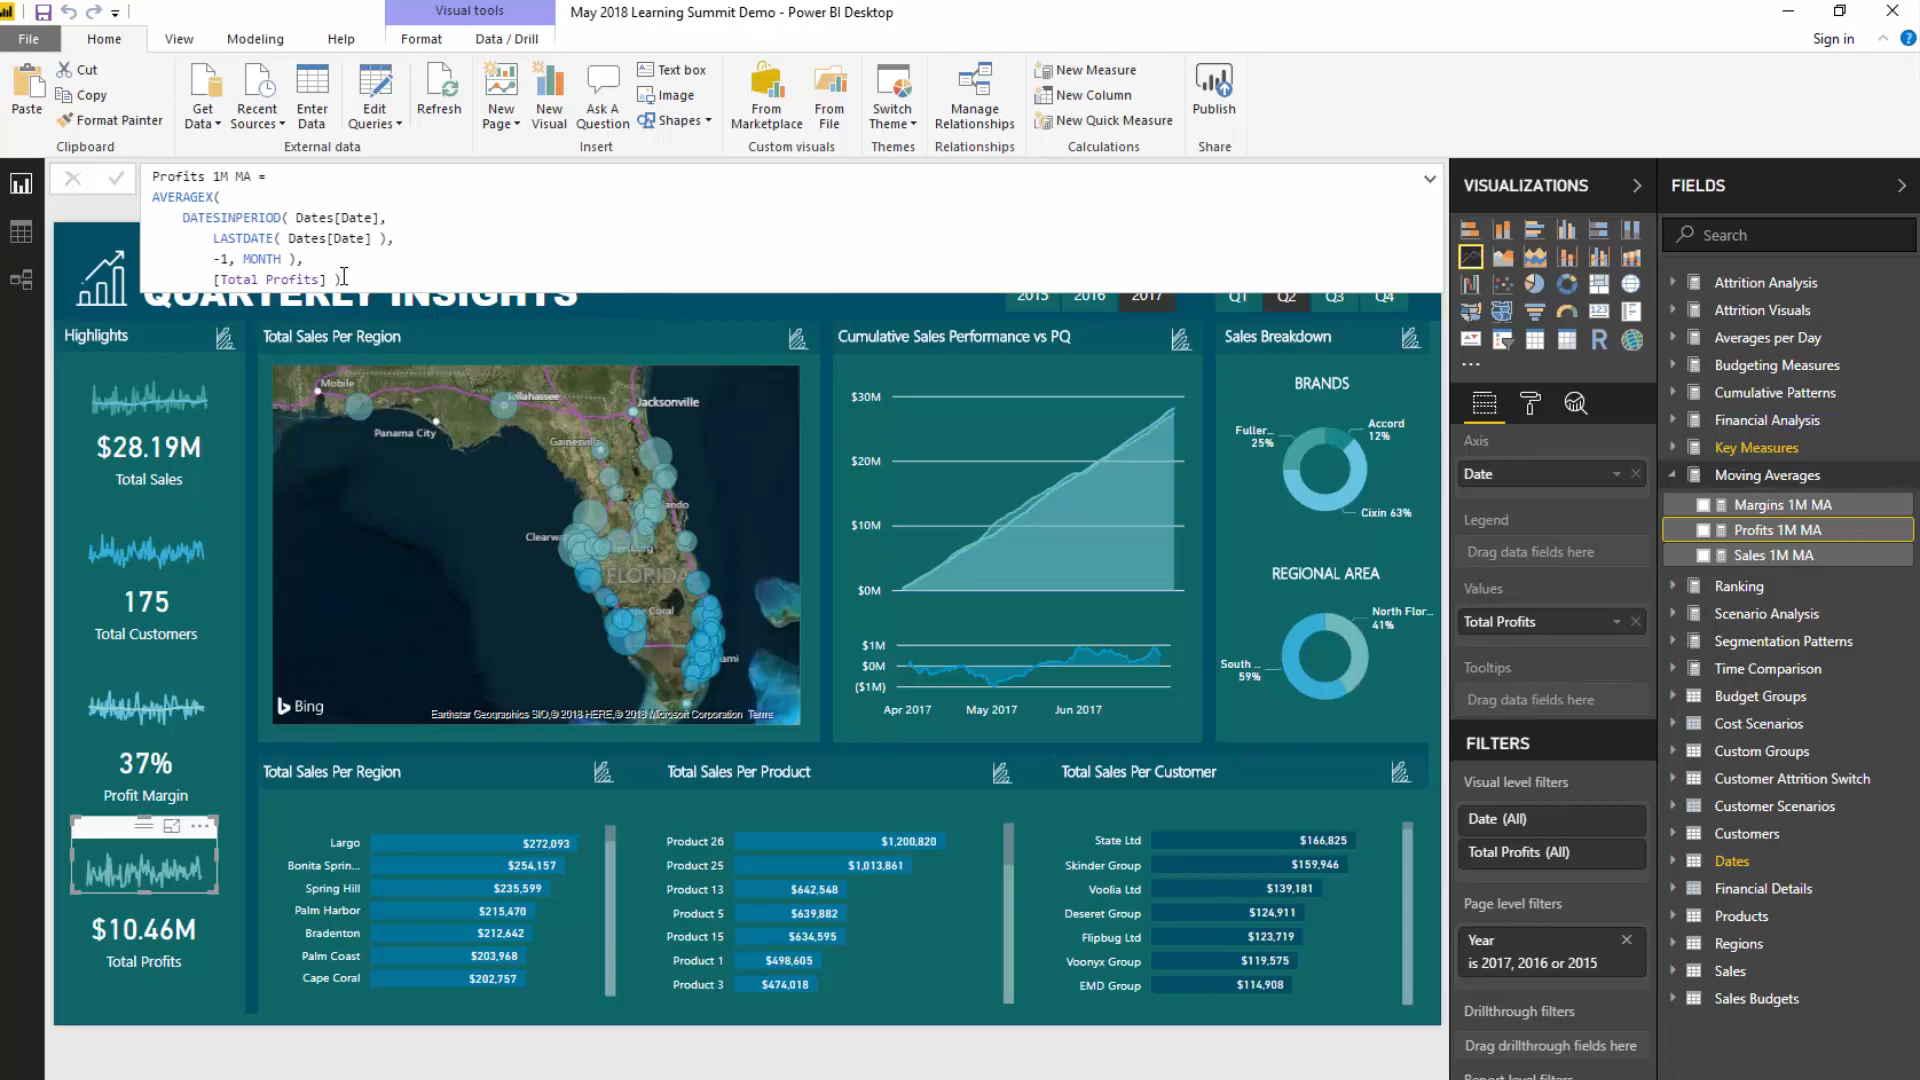 Visual tools
May 2018 Learning Summit Demo - Power BI Desktop
File
Home
View
Modeling
Help
Format
Data / Drill
Sign in
Paste
Cut
Copy
Format Painter
Clipboard
Get Data
Recent Sources
Enter Data
Edit Queries
Refresh
External data
New Page
New Visual
Ask A Question
Text box
Image
Shapes
Insert
From Marketplace
From File
Custom visuals
Switch Theme
Themes
Manage Relationships
Relationships
New Measure
New Column
New Quick Measure
Calculations
Publish
Share
Profits 1M MA =
AVERAGEX(
DATESINPERIOD( Dates[Date],
LASTDATE( Dates[Date] ),
-1, MONTH ),
[Total Profits] )
QUARTERLY INSIGHTS
2015
2016
2017
Q1
Q2
Q3
Q4
Highlights
$28.19M
Total Sales
175
Total Customers
37%
Profit Margin
$10.46M
Total Profits
Total Sales Per Region
Mobile
Tallahassee
Jacksonville
Panama City
Gainesville
FLORIDA
Cape Coral
Bing
Earthstar Geographics SIO, © 2018 HERE, © 2018 Microsoft Corporation Terms
Cumulative Sales Performance vs PQ
$30M
$20M
$10M
$0M
$1M
$0M
($1M)
Apr 2017
May 2017
Jun 2017
Sales Breakdown
BRANDS
Fuller... 25%
Accord 12%
Cixin 63%
REGIONAL AREA
North Flor... 41%
South ... 59%
Total Sales Per Region
Largo $272,093
Bonita Sprin... $254,157
Spring Hill $235,599
Palm Harbor $215,470
Bradenton $212,642
Palm Coast $203,968
Cape Coral $202,757
Total Sales Per Product
Product 26 $1,200,820
Product 25 $1,013,861
Product 13 $642,548
Product 5 $639,882
Product 15 $634,595
Product 1 $498,605
Product 3 $474,018
Total Sales Per Customer
State Ltd $166,825
Skinder Group $159,946
Voolia Ltd $139,181
Deseret Group $124,911
Flipbug Ltd $123,719
Voonyx Group $119,575
EMD Group $114,908
VISUALIZATIONS
Axis
Date
Legend
Drag data fields here
Values
Total Profits
Tooltips
Drag data fields here
FILTERS
Visual level filters
Date (All)
Total Profits (All)
Page level filters
Year
is 2017, 2016 or 2015
Drillthrough filters
Drag drillthrough fields here
Report level filters
FIELDS
Search
Attrition Analysis
Attrition Visuals
Averages per Day
Budgeting Measures
Cumulative Patterns
Financial Analysis
Key Measures
Moving Averages
Margins 1M MA
Profits 1M MA
Sales 1M MA
Ranking
Scenario Analysis
Segmentation Patterns
Time Comparison
Budget Groups
Cost Scenarios
Custom Groups
Customer Attrition Switch
Customer Scenarios
Customers
Dates
Financial Details
Products
Regions
Sales
Sales Budgets